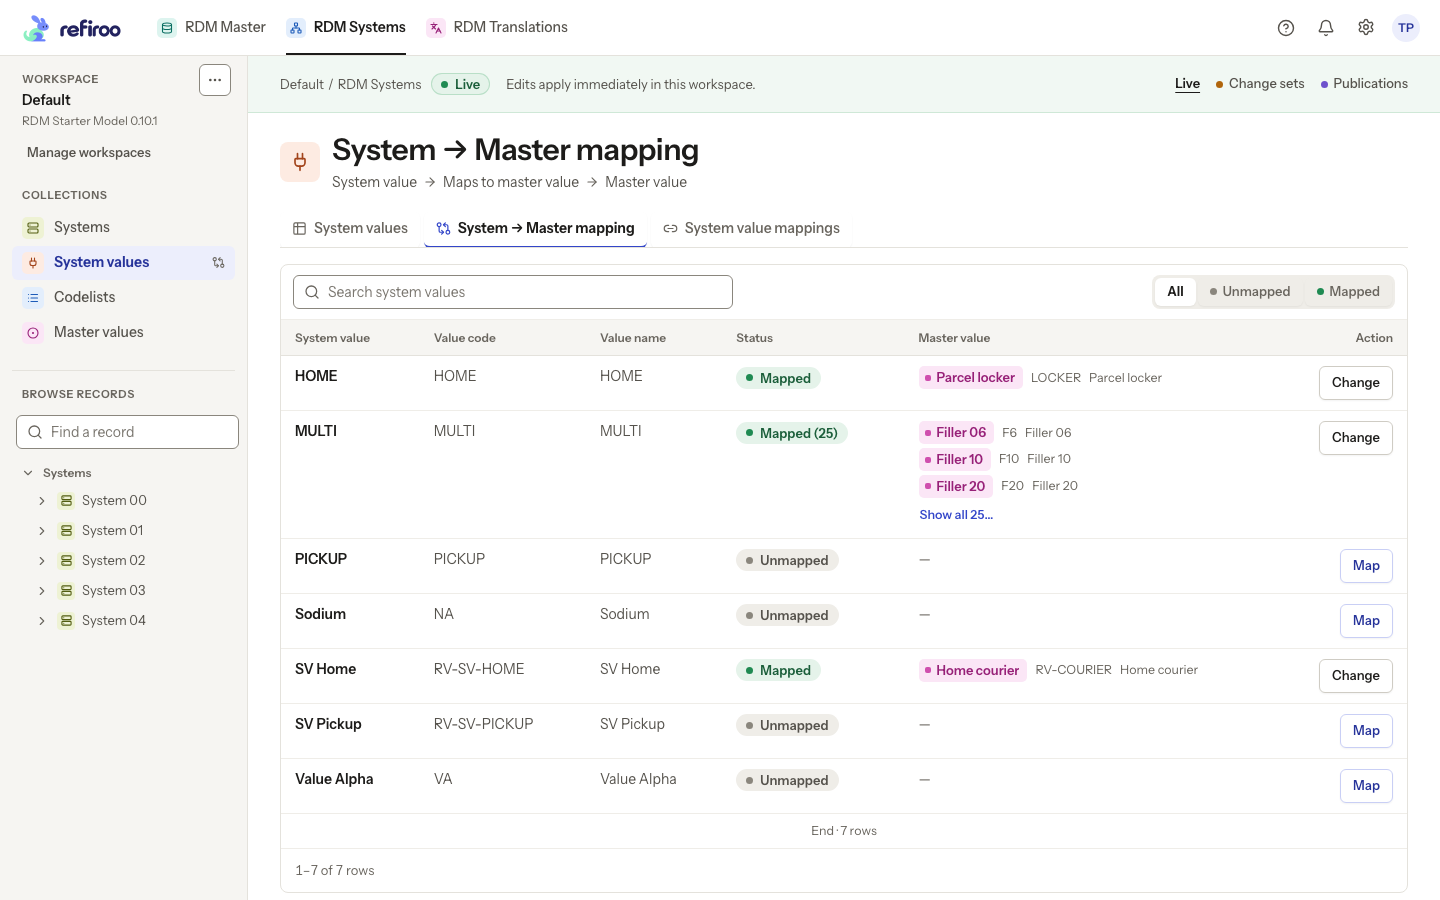 refiroo
RDM Master
RDM Systems
RDM Translations
TP
WORKSPACE
Default
RDM Starter Model 0.10.1
Manage workspaces
COLLECTIONS
Systems
System values
Codelists
Master values
BROWSE RECORDS
Find a record
Systems
System 00
System 01
System 02
System 03
System 04
Default / RDM Systems Live Edits apply immediately in this workspace.
Live Change sets Publications
System → Master mapping
System value → Maps to master value → Master value
System values System → Master mapping System value mappings
Search system values
All Unmapped Mapped
System value Value code Value name Status Master value Action
HOME HOME HOME Mapped Parcel locker LOCKER Parcel locker Change
MULTI MULTI MULTI Mapped (25) Filler 06 F6 Filler 06 Change
Filler 10 F10 Filler 10
Filler 20 F20 Filler 20
Show all 25...
PICKUP PICKUP PICKUP Unmapped — Map
Sodium NA Sodium Unmapped — Map
SV Home RV-SV-HOME SV Home Mapped Home courier RV-COURIER Home courier Change
SV Pickup RV-SV-PICKUP SV Pickup Unmapped — Map
Value Alpha VA Value Alpha Unmapped — Map
End · 7 rows
1–7 of 7 rows